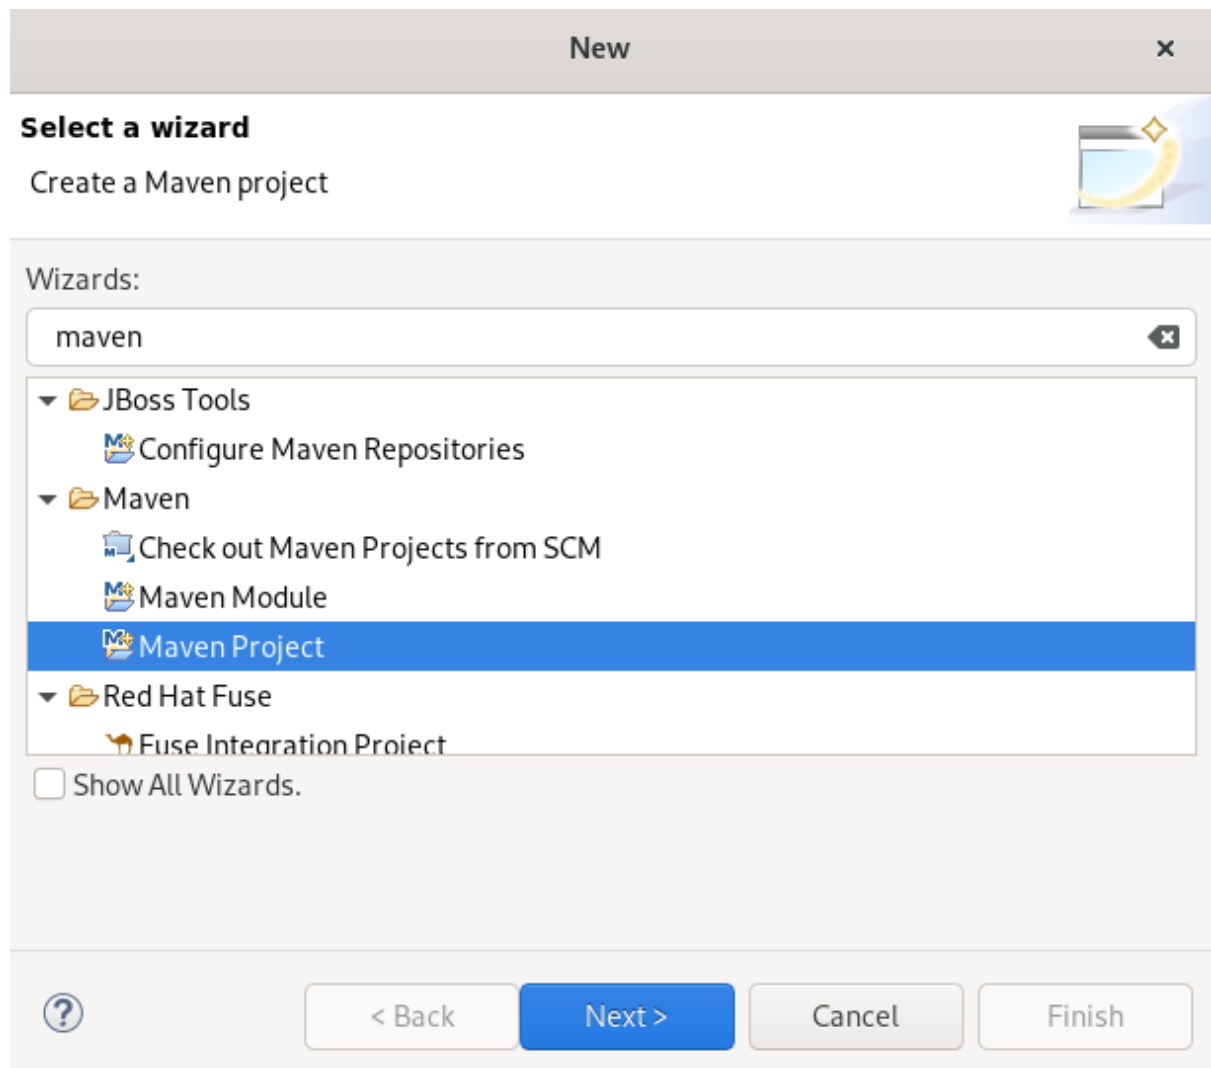 New
Select a wizard
Create a Maven project
Wizards:
maven
JBoss Tools
Configure Maven Repositories
Maven
Check out Maven Projects from SCM
Maven Module
Maven Project
Red Hat Fuse
Fuse Integration Project
Show All Wizards.
< Back
Next >
Cancel
Finish